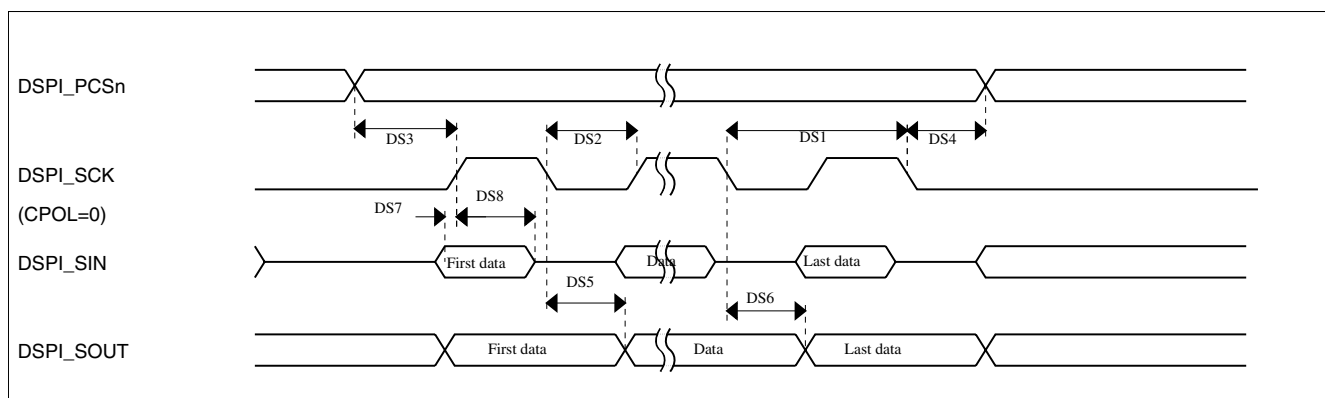 DSPI_PCSn
DS3
DS2
DS1
DS4
DSPI_SCK
(CPOL=0)
DS7
DS8
DSPI_SIN
First data
Data
Last data
DS5
DS6
DSPI_SOUT
First data
Data
Last data